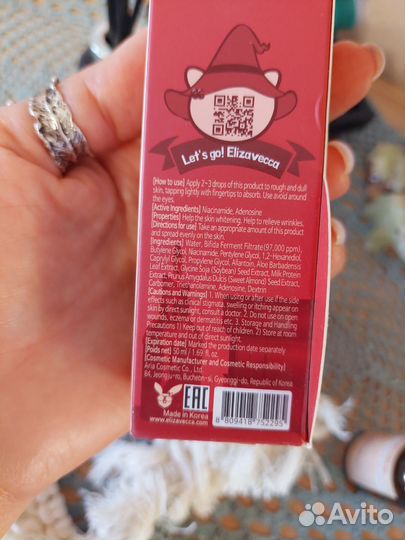 Let's go! Elizavecca
[How to use] Apply 2~3 drops of this product to rough and dull
skin, tapping lightly with fingertips to absorb. Use avoid around
the eyes.
[Active Ingredients] Niacinamide, Adenosine
[Properties] Help the skin whitening. Help to relieve wrinkles.
[Directions for use] Take an appropriate amount of this product
and spread evenly on the skin.
[Ingredients] Water, Bifida Ferment Filtrate(97,000 ppm),
Butylene Glycol, Niacinamide, Pentylene Glycol, 1,2-Hexanediol,
Caprylyl Glycol, Propylene Glycol, Allantoin, Aloe Barbadensis
Leaf Extract, Glycine Soja (Soybean) Seed Extract, Milk Protein
Extract, Prunus Amygdalus Dulcis (Sweet Almond) Seed Extract,
Carbomer, Triethanolamine, Adenosine, Dextrin
[Cautions and Warnings] 1. When using or after use if the side
effects such as clinical stigmata, swelling or itching appear on
skin by direct sunlight, consult a doctor. 2. Do not use on open
wounds, eczema or dermatitis etc. 3. Storage and Handling
Precautions 1) Keep out of reach of children. 2) Store at room
temperature and out of direct sunlight.
[Expiration date] Marked the production date separately
[Poids net] 50 ml / 1.69 fl. oz.
[Cosmetic Manufacturer and Cosmetic Responsibility]
Aria Cosmetic Co., Ltd.
84, Jeongju-ro, Bucheon-si, Gyeonggi-do, Republic of Korea
EAC
Made in Korea
www.elizavecca.com
8 809418 752295
Avito